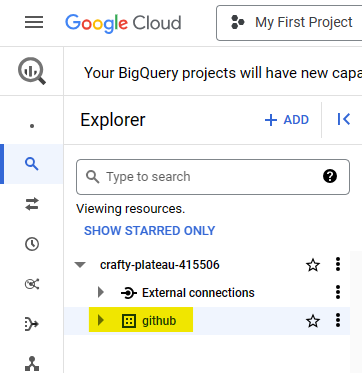 Google Cloud
My First Project
Your BigQuery projects will have new capa
Explorer
+ ADD
Type to search
Viewing resources.
SHOW STARRED ONLY
crafty-plateau-415506
External connections
github